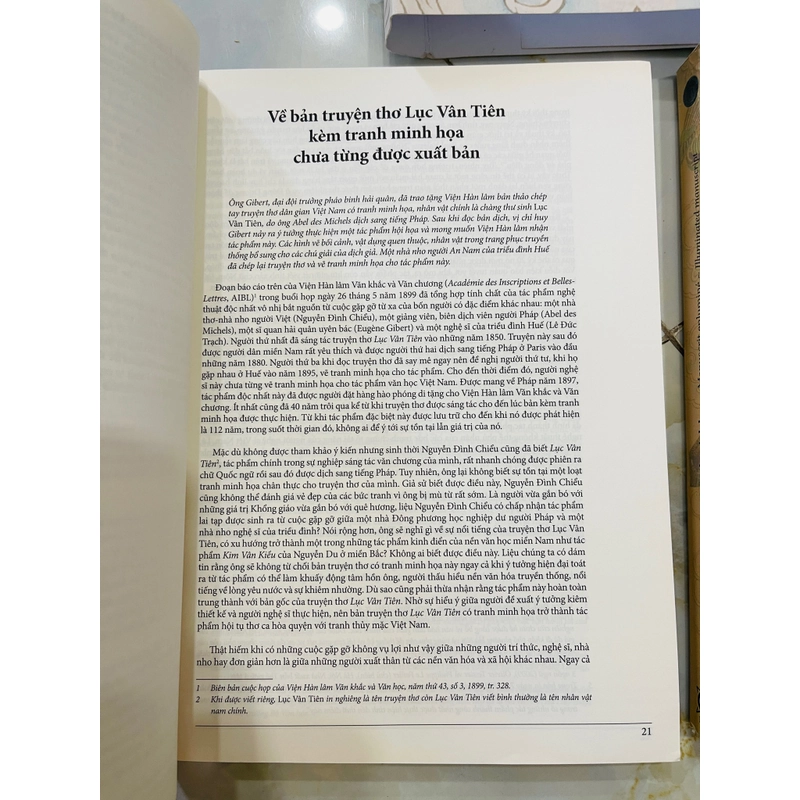 Về bản truyện thơ Lục Vân Tiên
kèm tranh minh họa
chưa từng được xuất bản
Ông Gibert, đại đội trưởng pháo binh hải quân, đã trao tặng Viện Hàn lâm bản thảo chép
tay truyện thơ dân gian Việt Nam có tranh minh họa, nhân vật chính là chàng thư sinh Lục
Vân Tiên, do ông Abel des Michels dịch sang tiếng Pháp. Sau khi đọc bản dịch, vị chỉ huy
Gibert nảy ra ý tưởng thực hiện một tác phẩm hội họa và mong muốn Viện Hàn lâm nhận
tác phẩm này. Các hình vẽ bối cảnh, vật dụng quen thuộc, nhân vật trong trang phục truyền
thống bổ sung cho các chú giải của dịch giả. Một nhà nho người An Nam của triều đình Huế
đã chép lại truyện thơ và vẽ tranh minh họa cho tác phẩm này.
Đoạn báo cáo trên của Viện Hàn lâm Văn khắc và Văn chương (Académie des Inscriptions et Belles-
Lettres, AIBL)1 trong buổi họp ngày 26 tháng 5 năm 1899 đã tổng hợp tính chất của tác phẩm nghệ
thuật độc nhất vô nhị bắt nguồn từ cuộc gặp gỡ từ xa của bốn người có đặc điểm khác nhau: một nhà
thơ-nhà nho người Việt (Nguyễn Đình Chiểu), một giảng viên, biên dịch viên người Pháp (Abel des
Michels), một sĩ quan hải quân uyên bác (Eugène Gibert) và một nghệ sĩ của triều đình Huế (Lê Đức
Trạch). Người thứ nhất đã sáng tác truyện thơ Lục Vân Tiên vào những năm 1850. Truyện này sau đó
được người dân miền Nam rất yêu thích và được người thứ hai dịch sang tiếng Pháp ở Paris vào đầu
những năm 1880. Người thứ ba khi đọc truyện thơ đã say mê ngay nên đề nghị người thứ tư, khi họ
gặp nhau ở Huế vào năm 1895, vẽ tranh minh họa cho tác phẩm. Cho đến thời điểm đó, người nghệ
sĩ này chưa từng vẽ tranh minh họa cho tác phẩm văn học Việt Nam. Được mang về Pháp năm 1897,
tác phẩm độc nhất này đã được người đặt hàng hào phóng di tặng cho Viện Hàn lâm Văn khắc và Văn
chương. Ít nhất cũng đã 40 năm trôi qua kể từ khi truyện thơ được sáng tác cho đến lúc bản kèm tranh
minh họa được thực hiện. Từ khi tác phẩm đặc biệt này được lưu trữ cho đến khi nó được phát hiện
là 112 năm, trong suốt thời gian đó, không ai để ý tới sự tồn tại lẫn giá trị của nó.
Mặc dù không được tham khảo ý kiến nhưng sinh thời Nguyễn Đình Chiểu cũng đã biết Lục Vân
Tiên2, tác phẩm chính trong sự nghiệp sáng tác văn chương của mình, rất nhanh chóng được phiên ra
chữ Quốc ngữ rồi sau đó được dịch sang tiếng Pháp. Tuy nhiên, ông lại không biết sự tồn tại một loạt
tranh minh họa chân thực cho truyện thơ của mình. Giả sử biết được điều này, Nguyễn Đình Chiểu
cũng không thể đánh giá vẻ đẹp của các bức tranh vì ông bị mù từ rất sớm. Là người vừa gắn bó với
những giá trị Khổng giáo vừa gắn bó với quê hương, liệu Nguyễn Đình Chiểu có chấp nhận tác phẩm
lai tạp được sinh ra từ cuộc gặp gỡ giữa một nhà Đông phương học nghiệp dư người Pháp và một
nhà nho nghệ sĩ của triều đình? Nói rộng hơn, ông sẽ nghĩ gì về sự nổi tiếng của truyện thơ Lục Vân
Tiên, có xu hướng trở thành một trong những tác phẩm kinh điển của nền văn học miền Nam như tác
phẩm Kim Vân Kiều của Nguyễn Du ở miền Bắc? Không ai biết được điều này. Liệu chúng ta có dám
tin rằng ông sẽ không từ chối bản truyện thơ có tranh minh họa này ngay cả khi ý tưởng hiện đại toát
ra từ tác phẩm có thể làm khuấy động tâm hồn ông, người thấu hiểu nền văn hóa truyền thống, nổi
tiếng về lòng yêu nước và sự khiêm nhường. Dù sao cũng phải thừa nhận rằng tác phẩm này hoàn toàn
trung thành với bản gốc của truyện thơ Lục Vân Tiên. Nhờ sự hiểu ý giữa người đề xuất ý tưởng kiêm
thiết kế và người nghệ sĩ thực hiện, nên bản truyện thơ Lục Vân Tiên có tranh minh họa trở thành tác
phẩm hội tụ thơ ca hòa quyện với tranh thủy mặc Việt Nam.
Thật hiếm khi có những cuộc gặp gỡ không vụ lợi như vậy giữa những người trí thức, nghệ sĩ, nhà
nho hay đơn giản hơn là giữa những người xuất thân từ các nền văn hóa và xã hội khác nhau. Ngay cả
1 Biên bản cuộc họp của Viện Hàn lâm Văn khắc và Văn học, năm thứ 43, số 3, 1899, tr. 328.
2 Khi được viết riêng, Lục Vân Tiên in nghiêng là tên truyện thơ còn Lục Vân Tiên viết bình thường là tên nhân vật
nam chính.
21